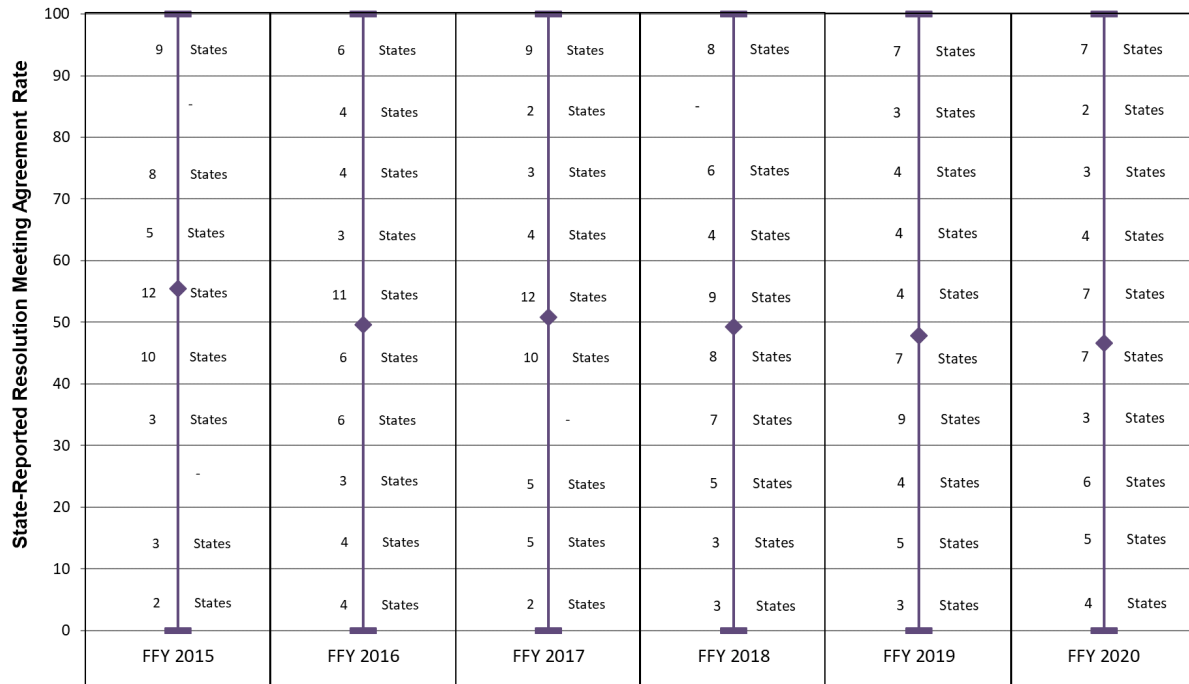 State-Reported Resolution Meeting Agreement Rate
100
9 States 6 States 9 States 8 States 7 States 7 States
90
- 4 States 2 States - 3 States 2 States
80
8 States 4 States 3 States 6 States 4 States 3 States
70
5 States 3 States 4 States 4 States 4 States 4 States
60
12 States 11 States 12 States 9 States 4 States 7 States
50
10 States 6 States 10 States 8 States 7 States 7 States
40
3 States 6 States - 7 States 9 States 3 States
30
- 3 States 5 States 5 States 4 States 6 States
20
3 States 4 States 5 States 3 States 5 States 5 States
10
2 States 4 States 2 States 3 States 3 States 4 States
0
FFY 2015 FFY 2016 FFY 2017 FFY 2018 FFY 2019 FFY 2020